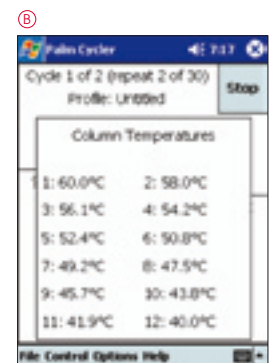 B
Palm Cycler 7:17
Cycle 1 of 2 (repeat 2 of 30)
Profile: Untitled
Stop
Column Temperatures
1: 60.0°C 2: 58.0°C
3: 56.1°C 4: 54.2°C
5: 52.4°C 6: 50.8°C
7: 49.2°C 8: 47.5°C
9: 45.7°C 10: 43.8°C
11: 41.9°C 12: 40.0°C
File Control Options Help